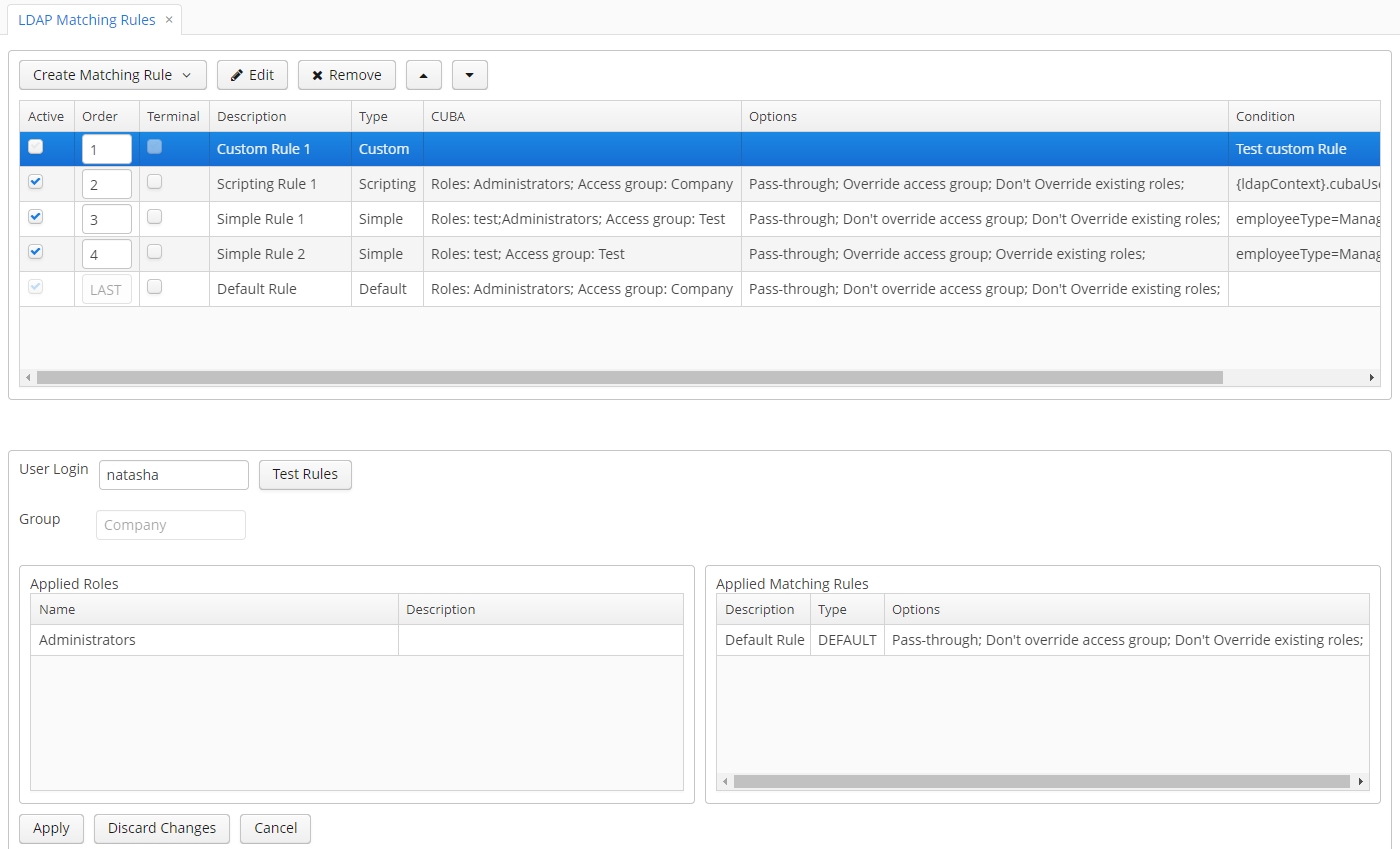 LDAP Matching Rules ×
Create Matching Rule Edit Remove
Active Order Terminal Description Type CUBA Options Condition
1 Custom Rule 1 Custom Test custom Rule
2 Scripting Rule 1 Scripting Roles: Administrators; Access group: Company Pass-through; Override access group; Don't Override existing roles; {ldapContext}.cubaUse
3 Simple Rule 1 Simple Roles: test;Administrators; Access group: Test Pass-through; Don't override access group; Don't Override existing roles; employeeType=Manag
4 Simple Rule 2 Simple Roles: test; Access group: Test Pass-through; Override access group; Override existing roles; employeeType=Manag
LAST Default Rule Default Roles: Administrators; Access group: Company Pass-through; Don't override access group; Don't Override existing roles;
User Login natasha Test Rules
Group Company
Applied Roles
Name Description
Administrators
Applied Matching Rules
Description Type Options
Default Rule DEFAULT Pass-through; Don't override access group; Don't Override existing roles;
Apply Discard Changes Cancel